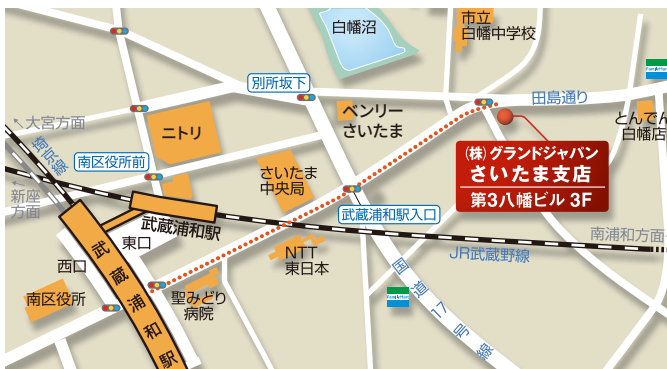 白幡沼
市立
白幡中学校
別所坂下
田島通り
FamilyMart
ベンリー
さいたま
とんでん
白幡店
大宮方面
ニトリ
埼京線
南区役所前
(株)グランドジャパン
さいたま支店
第3八幡ビル 3F
さいたま
中央局
新座
方面
武蔵浦和駅
武蔵浦和駅入口
東口
南浦和方面
JR武蔵野線
NTT
東日本
西口
武蔵浦和駅
国道17号線
南区役所
聖みどり
病院
FamilyMart